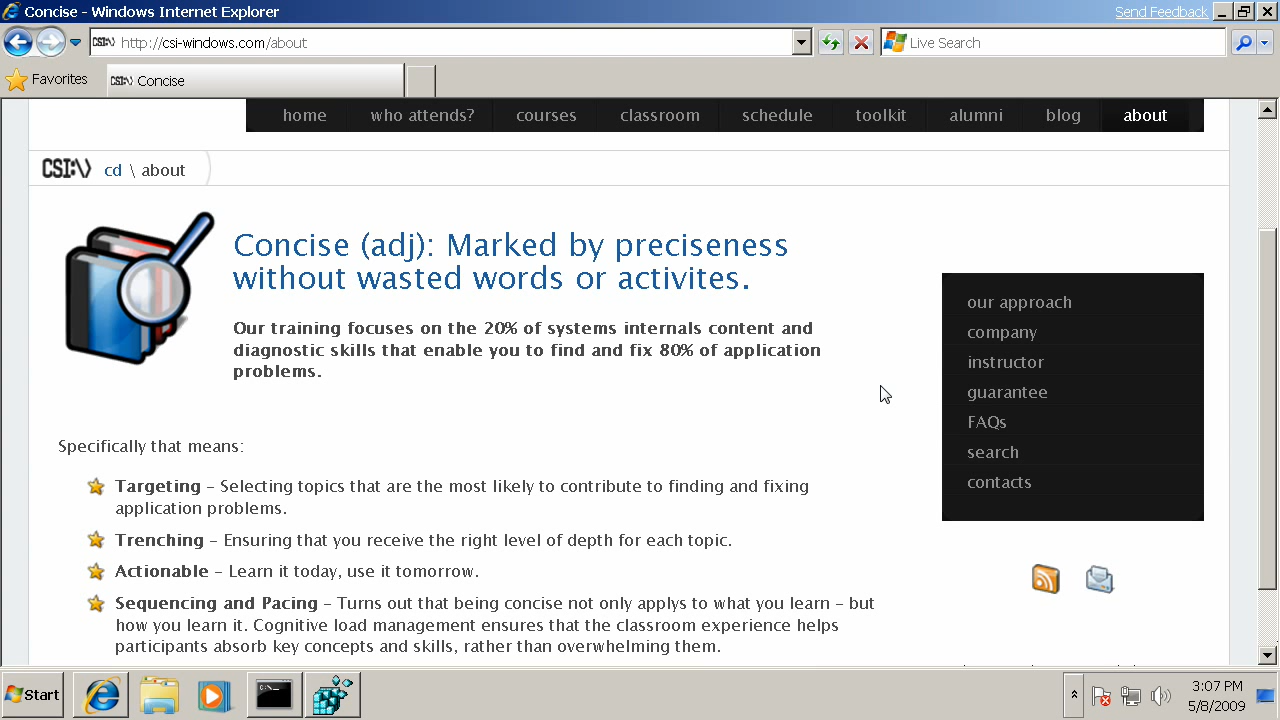 Concise - Windows Internet Explorer
Send Feedback
CSI:\> http://csi-windows.com/about
Live Search
Favorites
CSI:\> Concise
home who attends? courses classroom schedule toolkit alumni blog about
CSI:\> cd \ about
Concise (adj): Marked by preciseness
without wasted words or activites.
Our training focuses on the 20% of systems internals content and
diagnostic skills that enable you to find and fix 80% of application
problems.
our approach
company
instructor
guarantee
FAQs
search
contacts
Specifically that means:
Targeting – Selecting topics that are the most likely to contribute to finding and fixing
application problems.
Trenching – Ensuring that you receive the right level of depth for each topic.
Actionable – Learn it today, use it tomorrow.
Sequencing and Pacing – Turns out that being concise not only applys to what you learn – but
how you learn it. Cognitive load management ensures that the classroom experience helps
participants absorb key concepts and skills, rather than overwhelming them.
Start
3:07 PM
5/8/2009